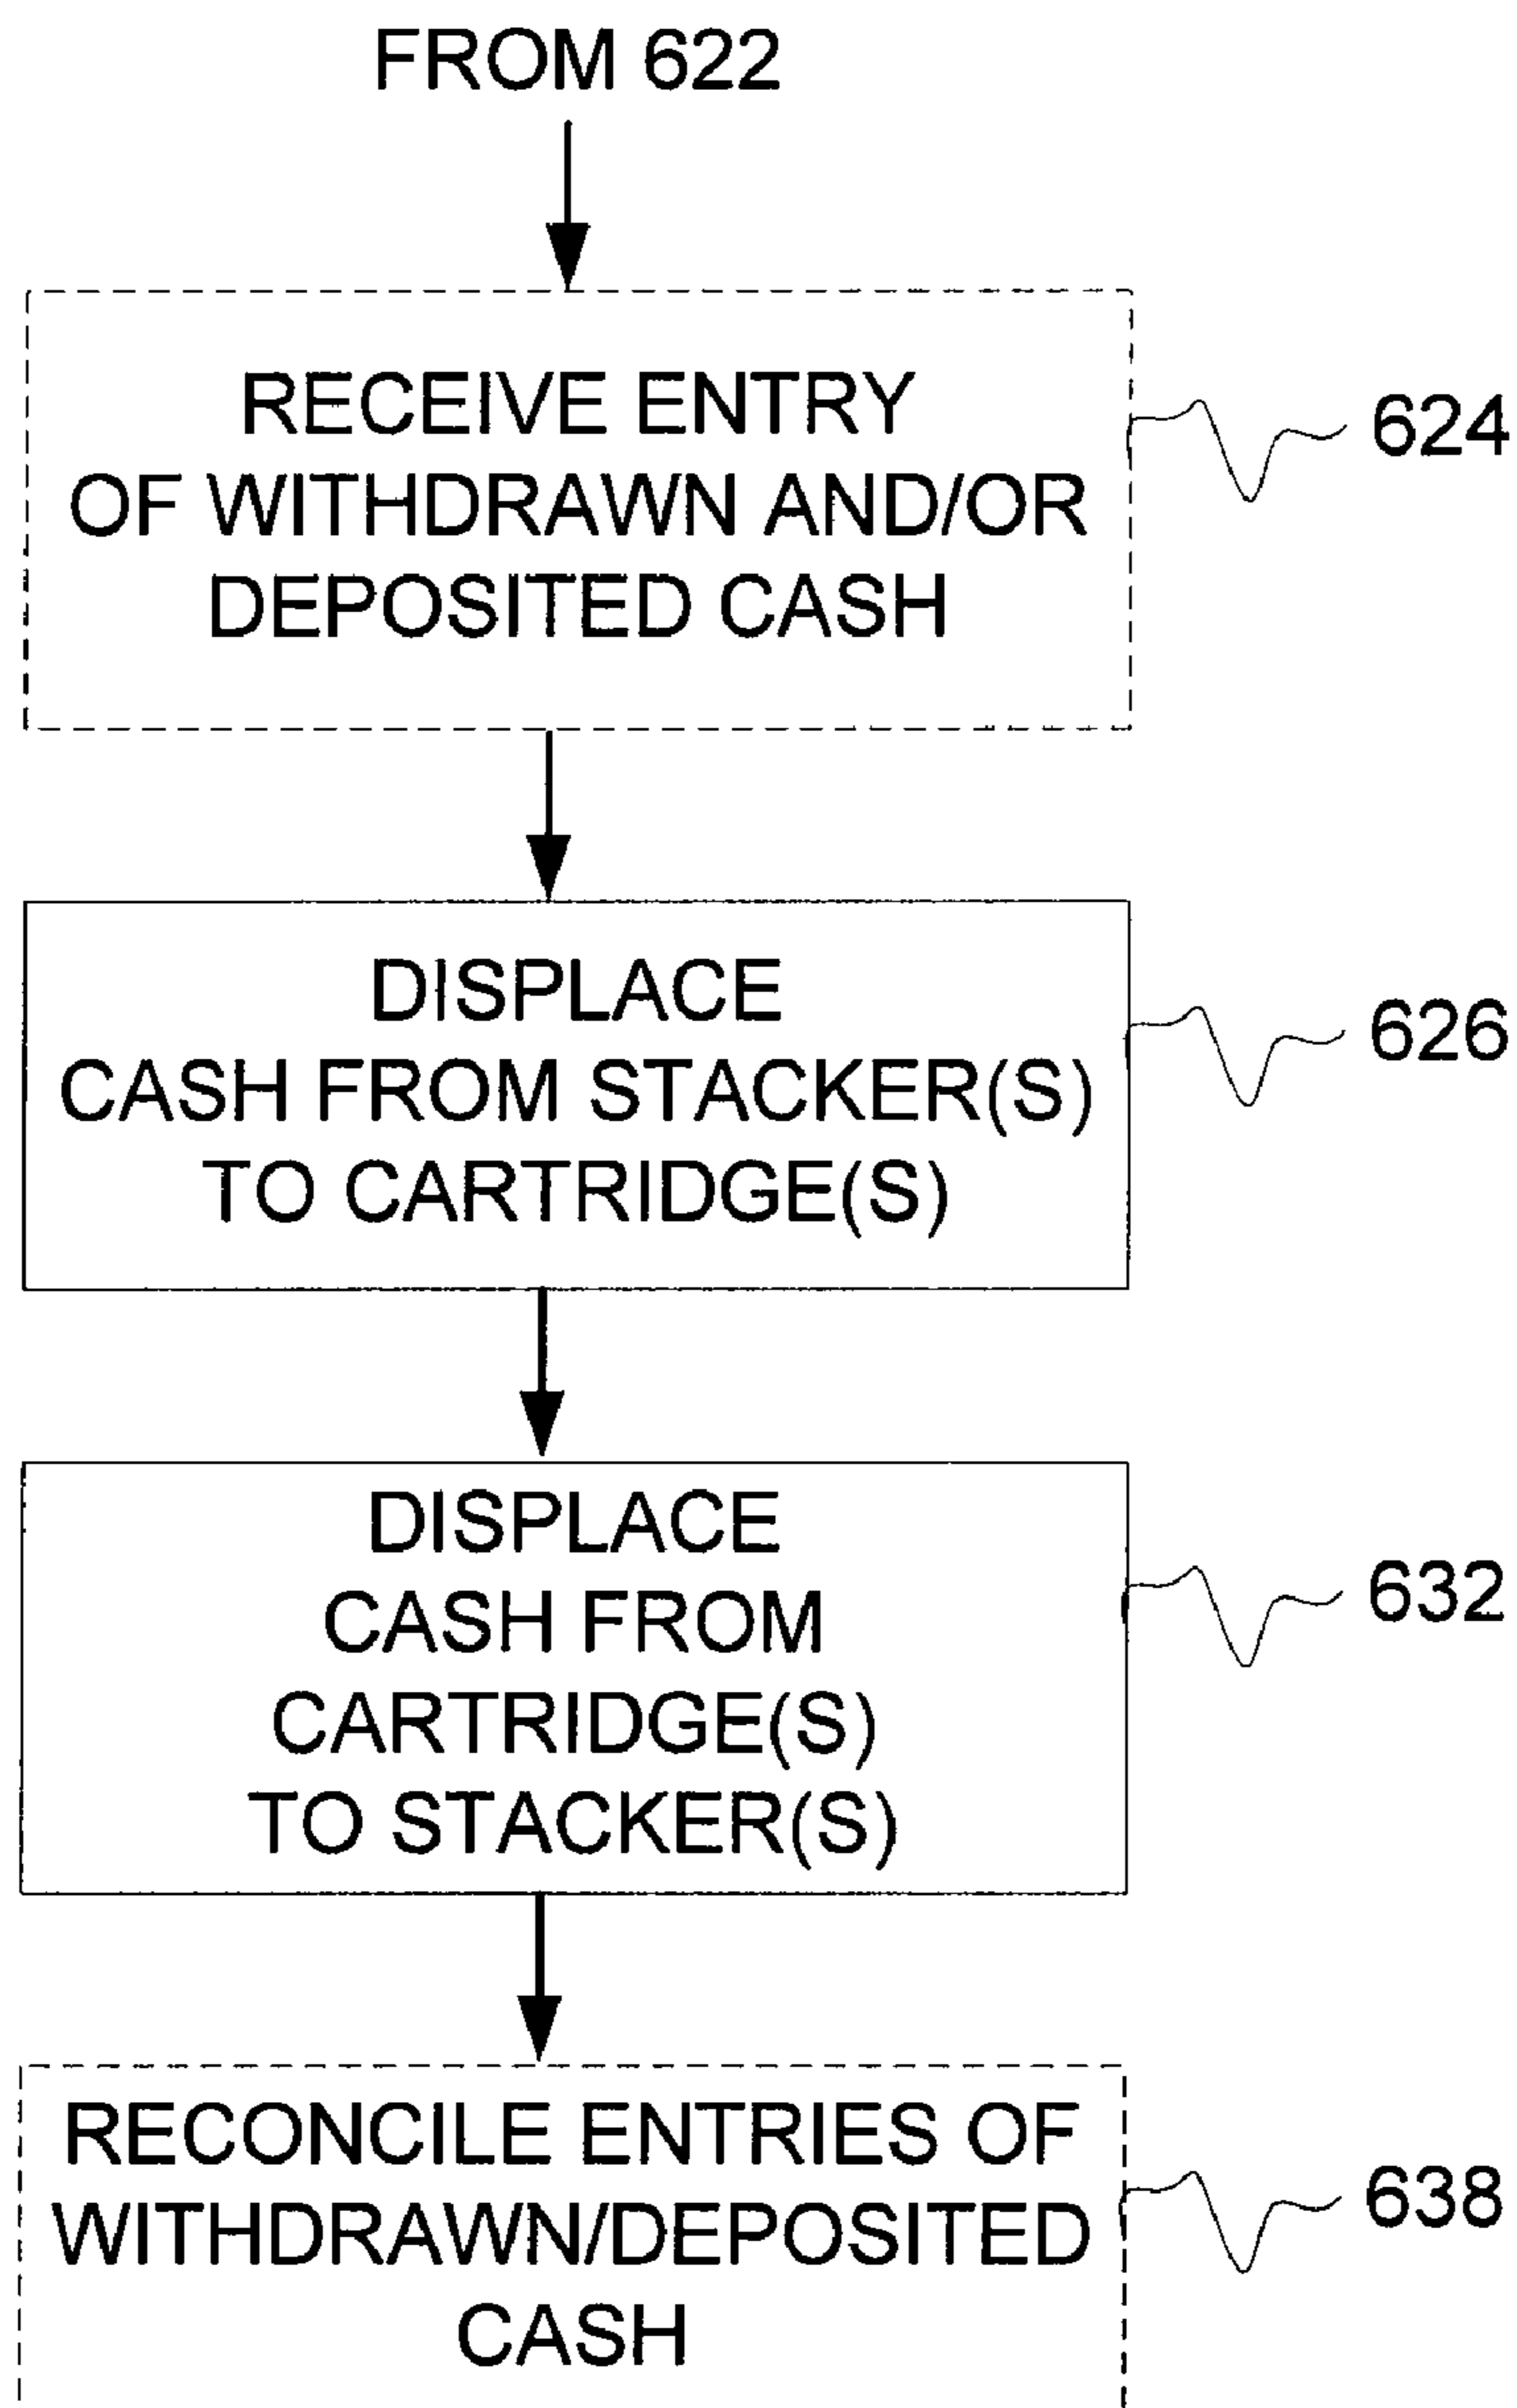 FROM 622
RECEIVE ENTRY
OF WITHDRAWN AND/OR
DEPOSITED CASH
624
DISPLACE
CASH FROM STACKER(S)
TO CARTRIDGE(S)
626
DISPLACE
CASH FROM
CARTRIDGE(S)
TO STACKER(S)
632
RECONCILE ENTRIES OF
WITHDRAWN/DEPOSITED
CASH
638